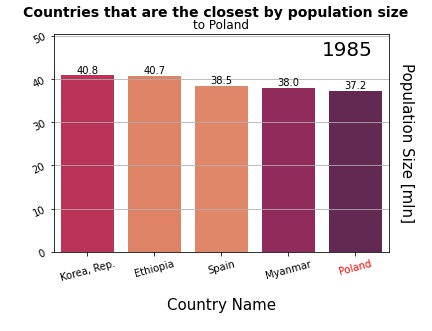 Countries that are the closest by population size
to Poland
1985
50
40
30
20
10
0
40.8
40.7
38.5
38.0
37.2
Korea, Rep.
Ethiopia
Spain
Myanmar
Poland
Country Name
Population Size [mln]